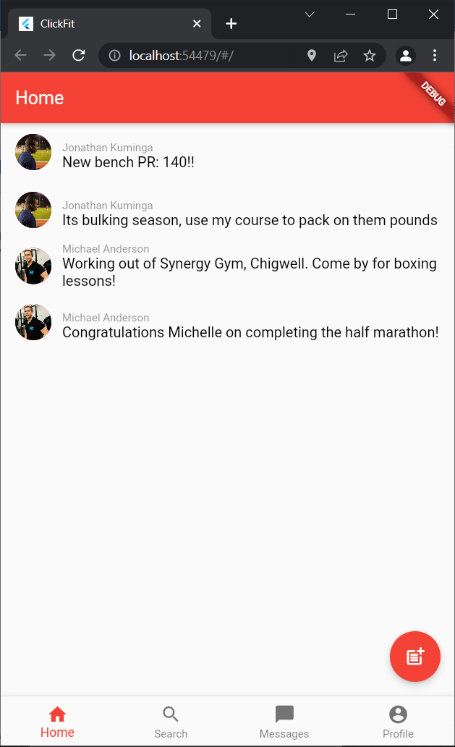 ClickFit
localhost:54479/#/
Home
DEBUG
Jonathan Kuminga
New bench PR: 140!!
Jonathan Kuminga
Its bulking season, use my course to pack on them pounds
Michael Anderson
Working out of Synergy Gym, Chigwell. Come by for boxing
lessons!
Michael Anderson
Congratulations Michelle on completing the half marathon!
Home
Search
Messages
Profile